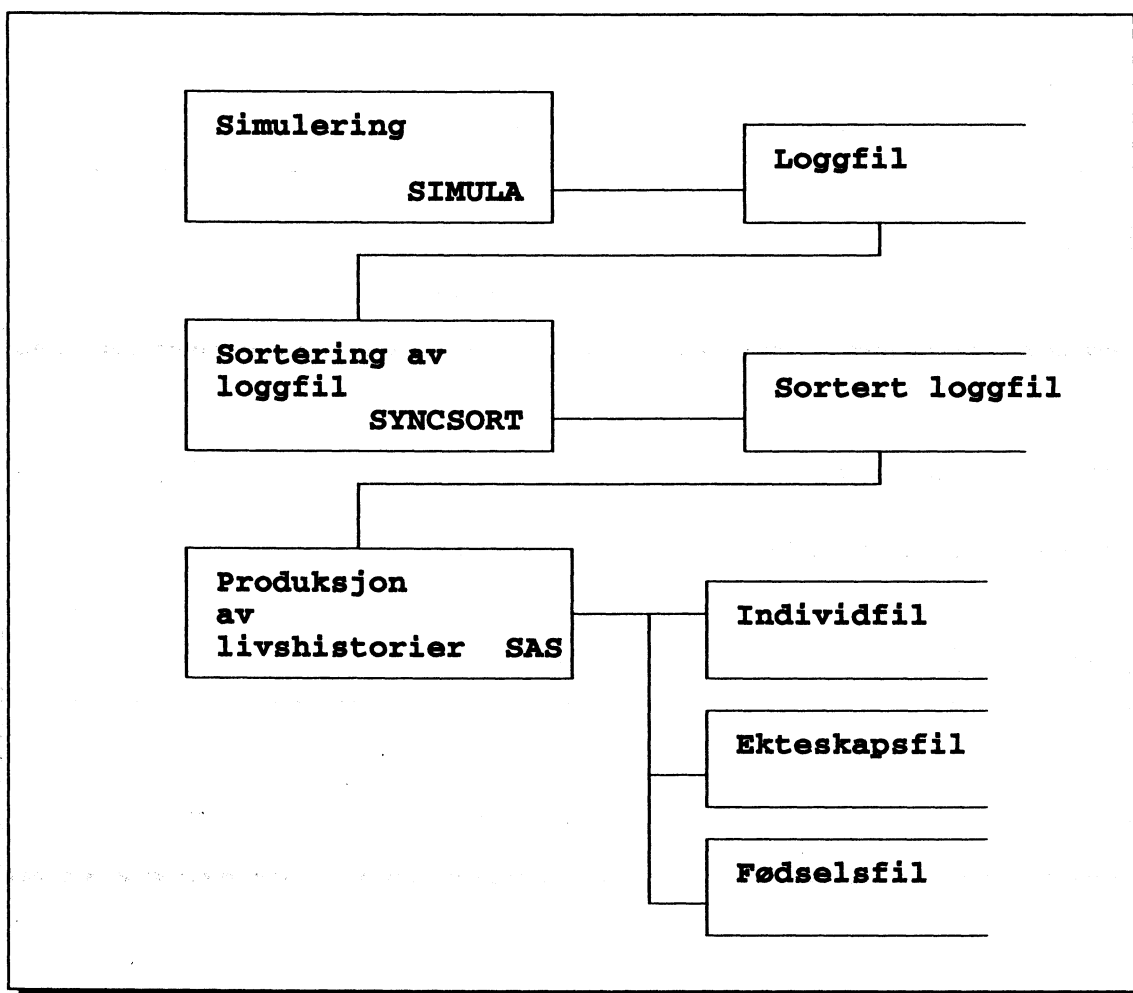 Simulering
SIMULA
Loggfil
Sortering av
loggfil
SYNCSORT
Sortert loggfil
Produksjon
av
livshistorier SAS
Individfil
Ekteskapsfil
Fødselsfil